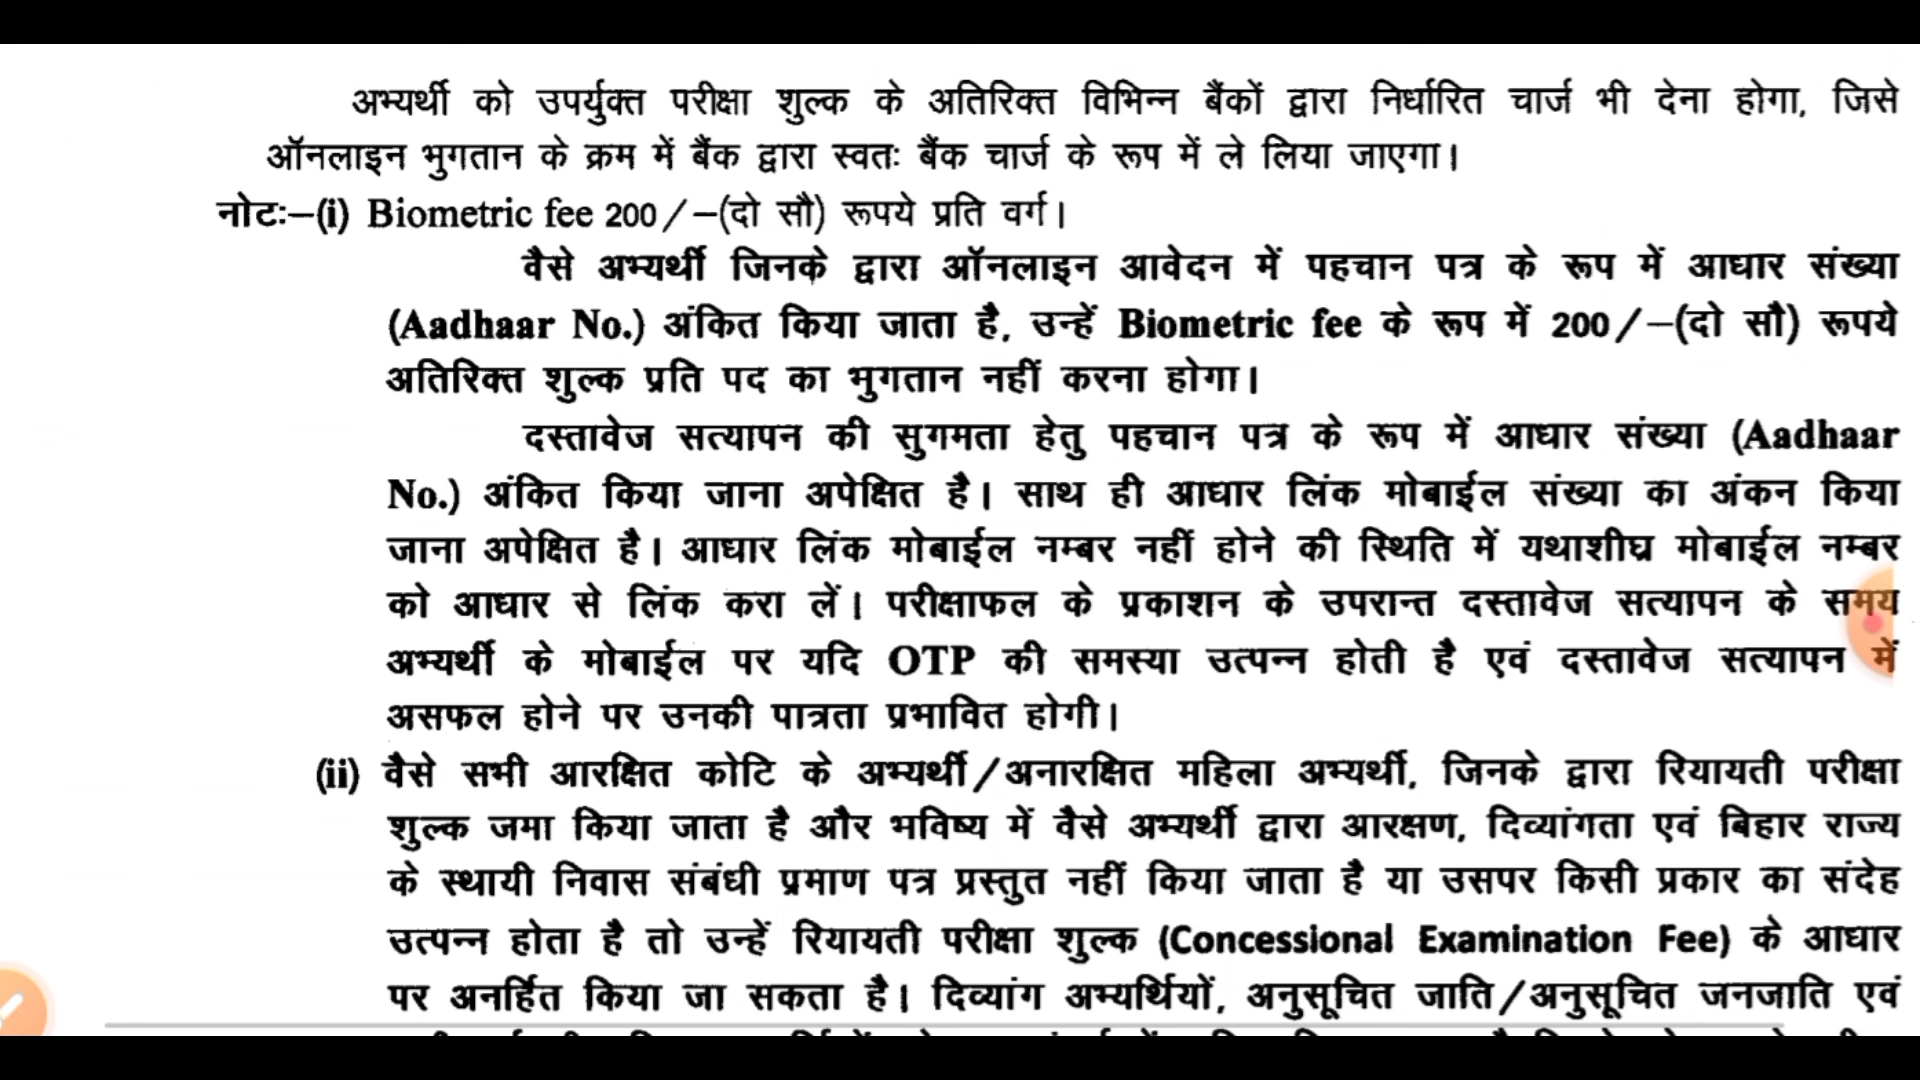 अभ्यर्थी को उपर्युक्त परीक्षा शुल्क के अतिरिक्त विभिन्न बैंकों द्वारा निर्धारित चार्ज भी देना होगा, जिसे
ऑनलाइन भुगतान के क्रम में बैंक द्वारा स्वतः बैंक चार्ज के रूप में ले लिया जाएगा।
नोटः–(i) Biometric fee 200/–(दो सौ) रूपये प्रति वर्ग।
वैसे अभ्यर्थी जिनके द्वारा ऑनलाइन आवेदन में पहचान पत्र के रूप में आधार संख्या
(Aadhaar No.) अंकित किया जाता है, उन्हें Biometric fee के रूप में 200/–(दो सौ) रूपये
अतिरिक्त शुल्क प्रति पद का भुगतान नहीं करना होगा।
दस्तावेज सत्यापन की सुगमता हेतु पहचान पत्र के रूप में आधार संख्या (Aadhaar
No.) अंकित किया जाना अपेक्षित है। साथ ही आधार लिंक मोबाईल संख्या का अंकन किया
जाना अपेक्षित है। आधार लिंक मोबाईल नम्बर नहीं होने की स्थिति में यथाशीघ्र मोबाईल नम्बर
को आधार से लिंक करा लें। परीक्षाफल के प्रकाशन के उपरान्त दस्तावेज सत्यापन के समय
अभ्यर्थी के मोबाईल पर यदि OTP की समस्या उत्पन्न होती है एवं दस्तावेज सत्यापन में
असफल होने पर उनकी पात्रता प्रभावित होगी।
(ii) वैसे सभी आरक्षित कोटि के अभ्यर्थी/अनारक्षित महिला अभ्यर्थी, जिनके द्वारा रियायती परीक्षा
शुल्क जमा किया जाता है और भविष्य में वैसे अभ्यर्थी द्वारा आरक्षण, दिव्यांगता एवं बिहार राज्य
के स्थायी निवास संबंधी प्रमाण पत्र प्रस्तुत नहीं किया जाता है या उसपर किसी प्रकार का संदेह
उत्पन्न होता है तो उन्हें रियायती परीक्षा शुल्क (Concessional Examination Fee) के आधार
पर अनर्हित किया जा सकता है। दिव्यांग अभ्यर्थियों, अनुसूचित जाति/अनुसूचित जनजाति एवं